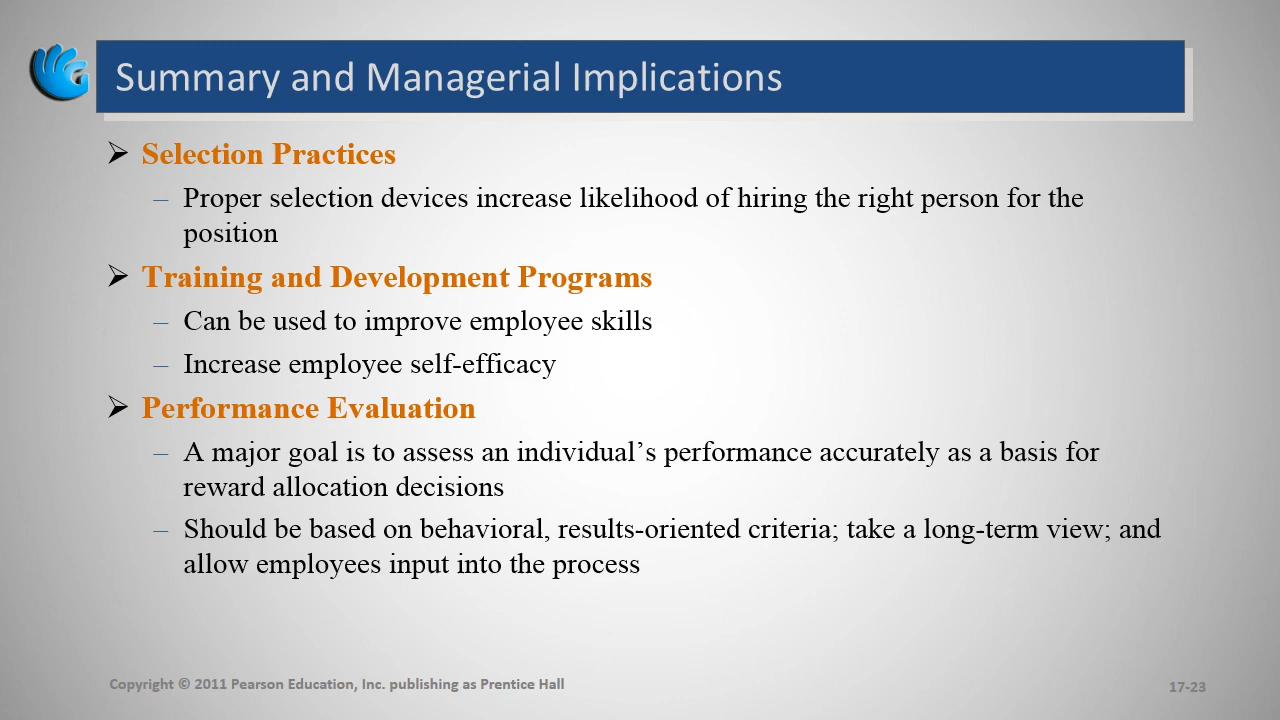 Summary and Managerial Implications
➢ Selection Practices
– Proper selection devices increase likelihood of hiring the right person for the
position
➢ Training and Development Programs
– Can be used to improve employee skills
– Increase employee self-efficacy
➢ Performance Evaluation
– A major goal is to assess an individual’s performance accurately as a basis for
reward allocation decisions
– Should be based on behavioral, results-oriented criteria; take a long-term view; and
allow employees input into the process
Copyright © 2011 Pearson Education, Inc. publishing as Prentice Hall
17-23